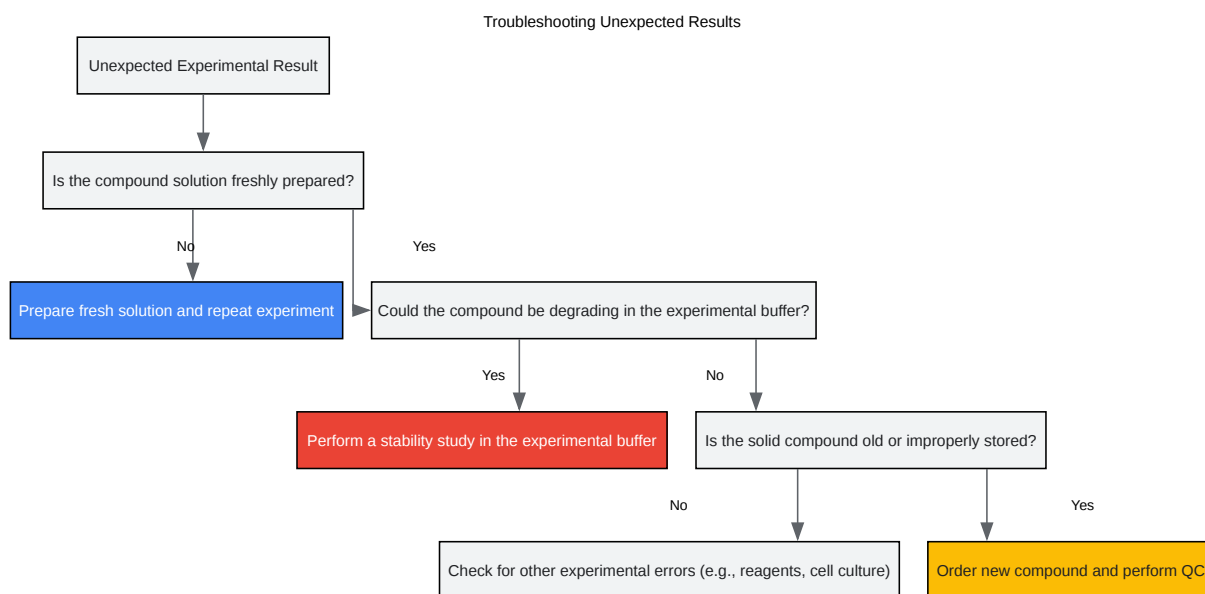 Troubleshooting Unexpected Results
Unexpected Experimental Result
Is the compound solution freshly prepared?
No
Yes
Prepare fresh solution and repeat experiment
Could the compound be degrading in the experimental buffer?
Yes
No
Perform a stability study in the experimental buffer
Is the solid compound old or improperly stored?
No
Yes
Check for other experimental errors (e.g., reagents, cell culture)
Order new compound and perform QC